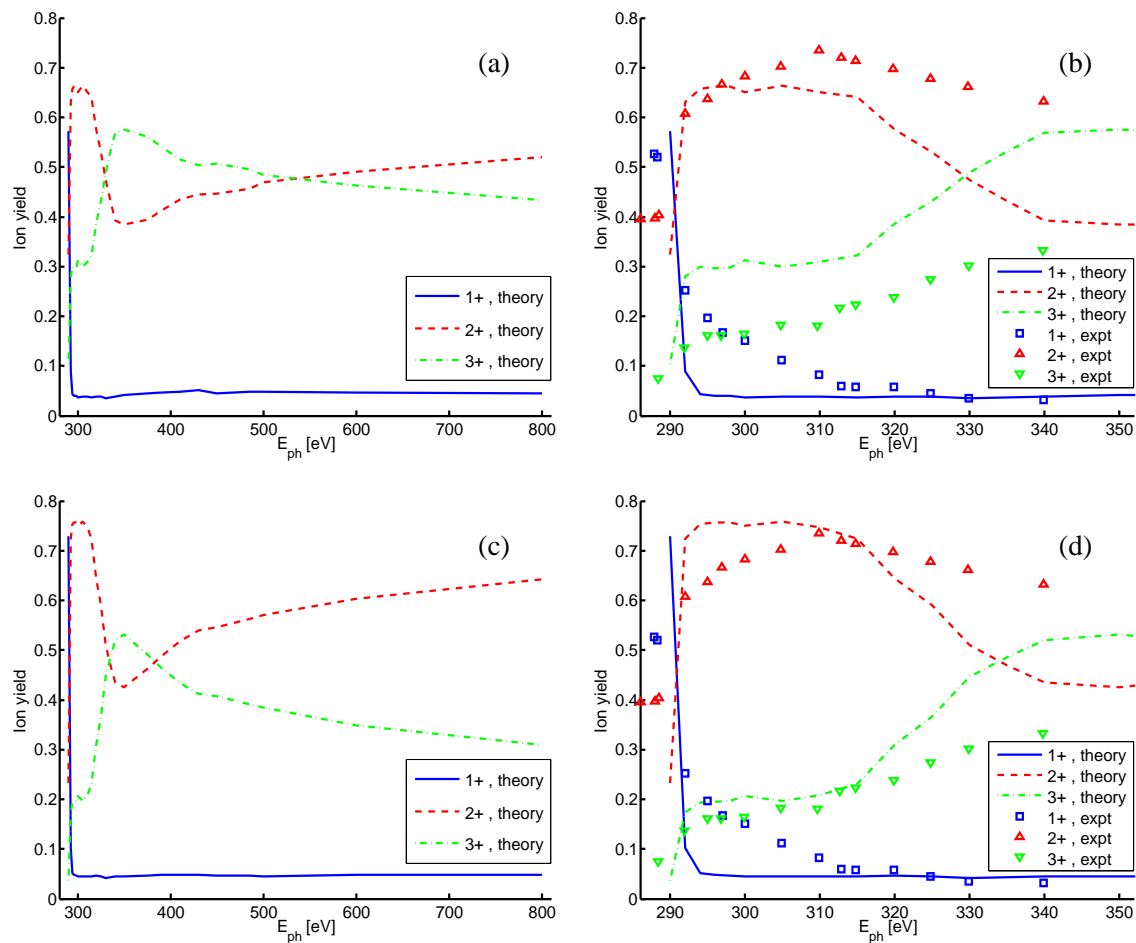 0.8
0.7
0.6
0.5
0.4
0.3
0.2
0.1
0
Ion yield
(a)
1+ , theory
2+ , theory
3+ , theory
300 400 500 600 700 800
E_ph [eV]
0.8
0.7
0.6
0.5
0.4
0.3
0.2
0.1
0
Ion yield
(b)
1+ , theory
2+ , theory
3+ , theory
1+ , expt
2+ , expt
3+ , expt
290 300 310 320 330 340 350
E_ph [eV]
0.8
0.7
0.6
0.5
0.4
0.3
0.2
0.1
0
Ion yield
(c)
1+ , theory
2+ , theory
3+ , theory
300 400 500 600 700 800
E_ph [eV]
0.8
0.7
0.6
0.5
0.4
0.3
0.2
0.1
0
Ion yield
(d)
1+ , theory
2+ , theory
3+ , theory
1+ , expt
2+ , expt
3+ , expt
290 300 310 320 330 340 350
E_ph [eV]